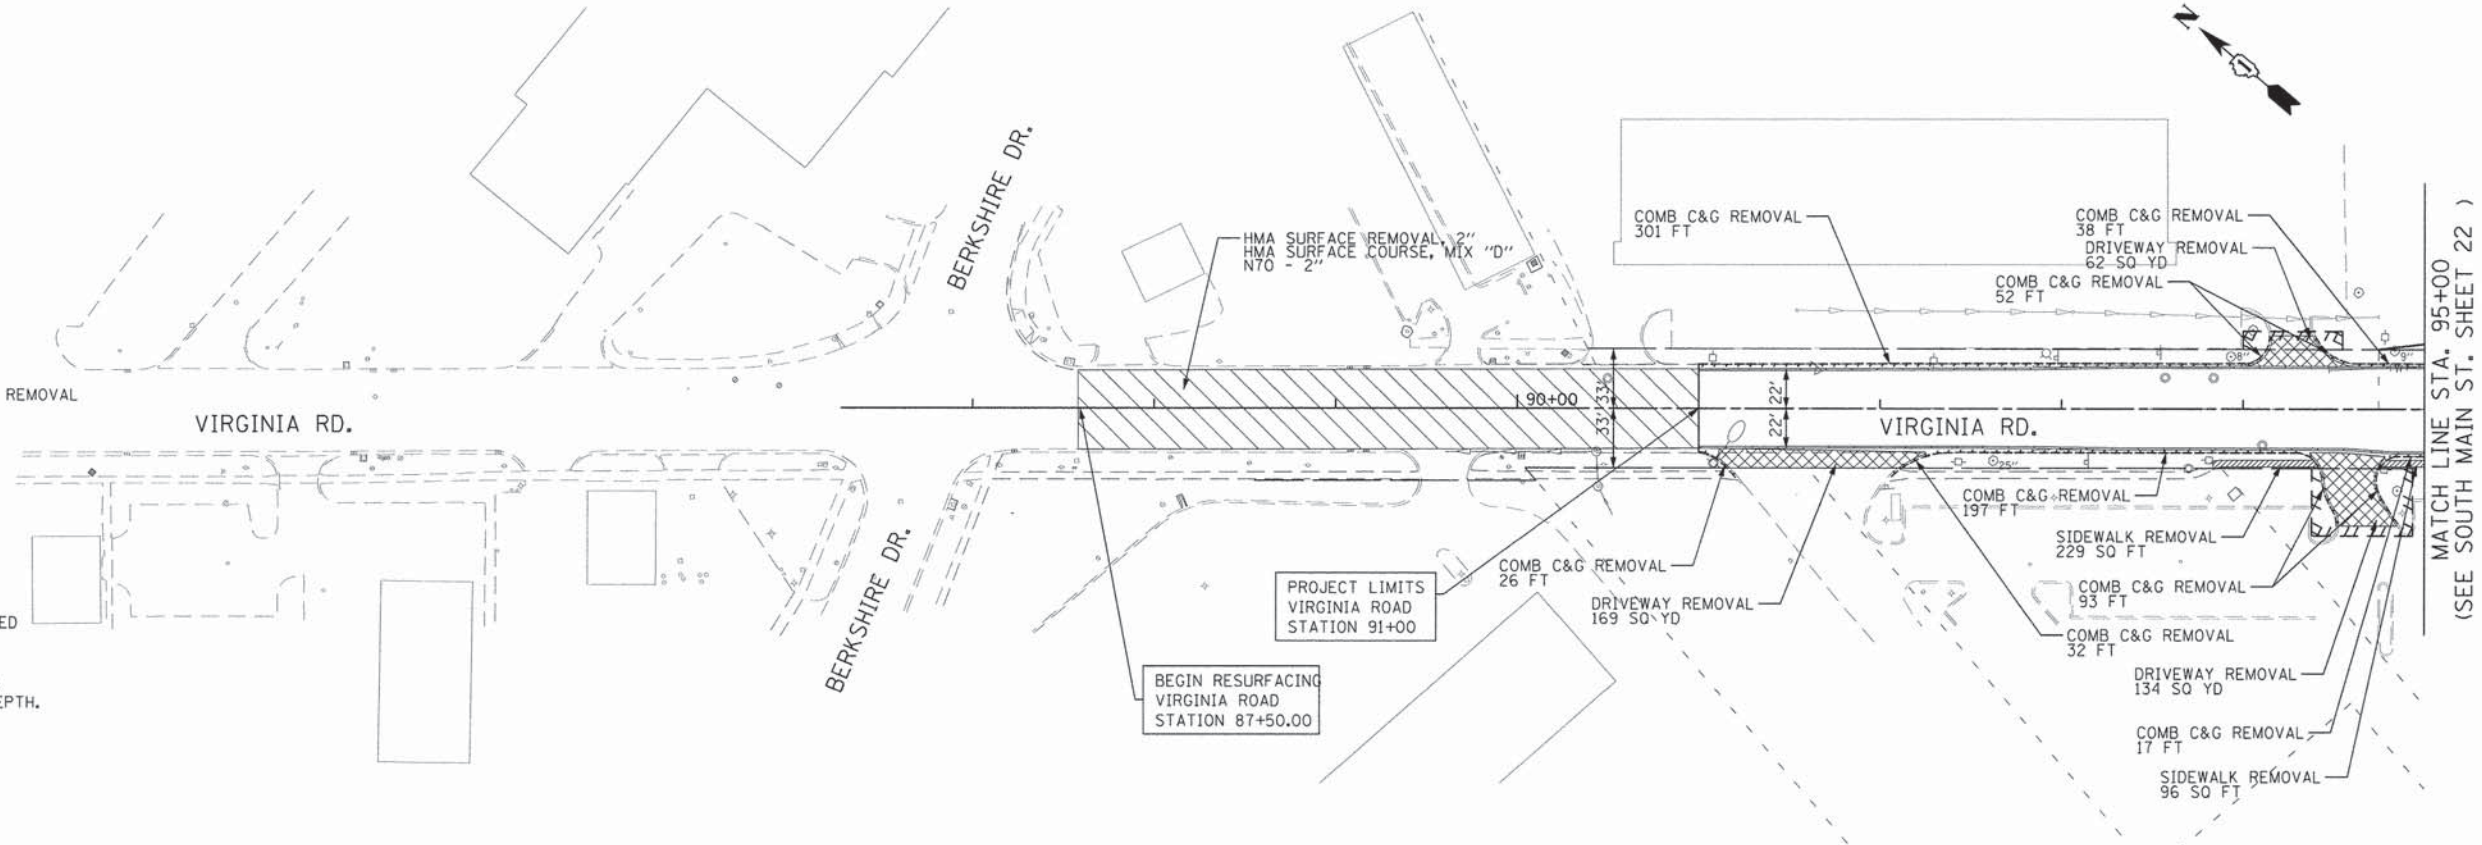 N
1
BERKSHIRE DR.
HMA SURFACE REMOVAL, 2"
HMA SURFACE COURSE, MIX "D"
N70 - 2"
COMB C&G REMOVAL
301 FT
COMB C&G REMOVAL
38 FT
DRIVEWAY REMOVAL
62 SQ YD
COMB C&G REMOVAL
52 FT
8"
9"
REMOVAL
VIRGINIA RD.
90+00
33'
33'
22'
22'
VIRGINIA RD.
25"
MATCH LINE STA. 95+00
(SEE SOUTH MAIN ST. SHEET 22 )
COMB C&G REMOVAL
197 FT
SIDEWALK REMOVAL
229 SQ FT
COMB C&G REMOVAL
26 FT
COMB C&G REMOVAL
93 FT
PROJECT LIMITS
VIRGINIA ROAD
STATION 91+00
DRIVEWAY REMOVAL
169 SQ YD
BERKSHIRE DR.
COMB C&G REMOVAL
32 FT
ED
DRIVEWAY REMOVAL
134 SQ YD
BEGIN RESURFACING
VIRGINIA ROAD
STATION 87+50.00
EPTH.
COMB C&G REMOVAL
17 FT
SIDEWALK REMOVAL
96 SQ FT